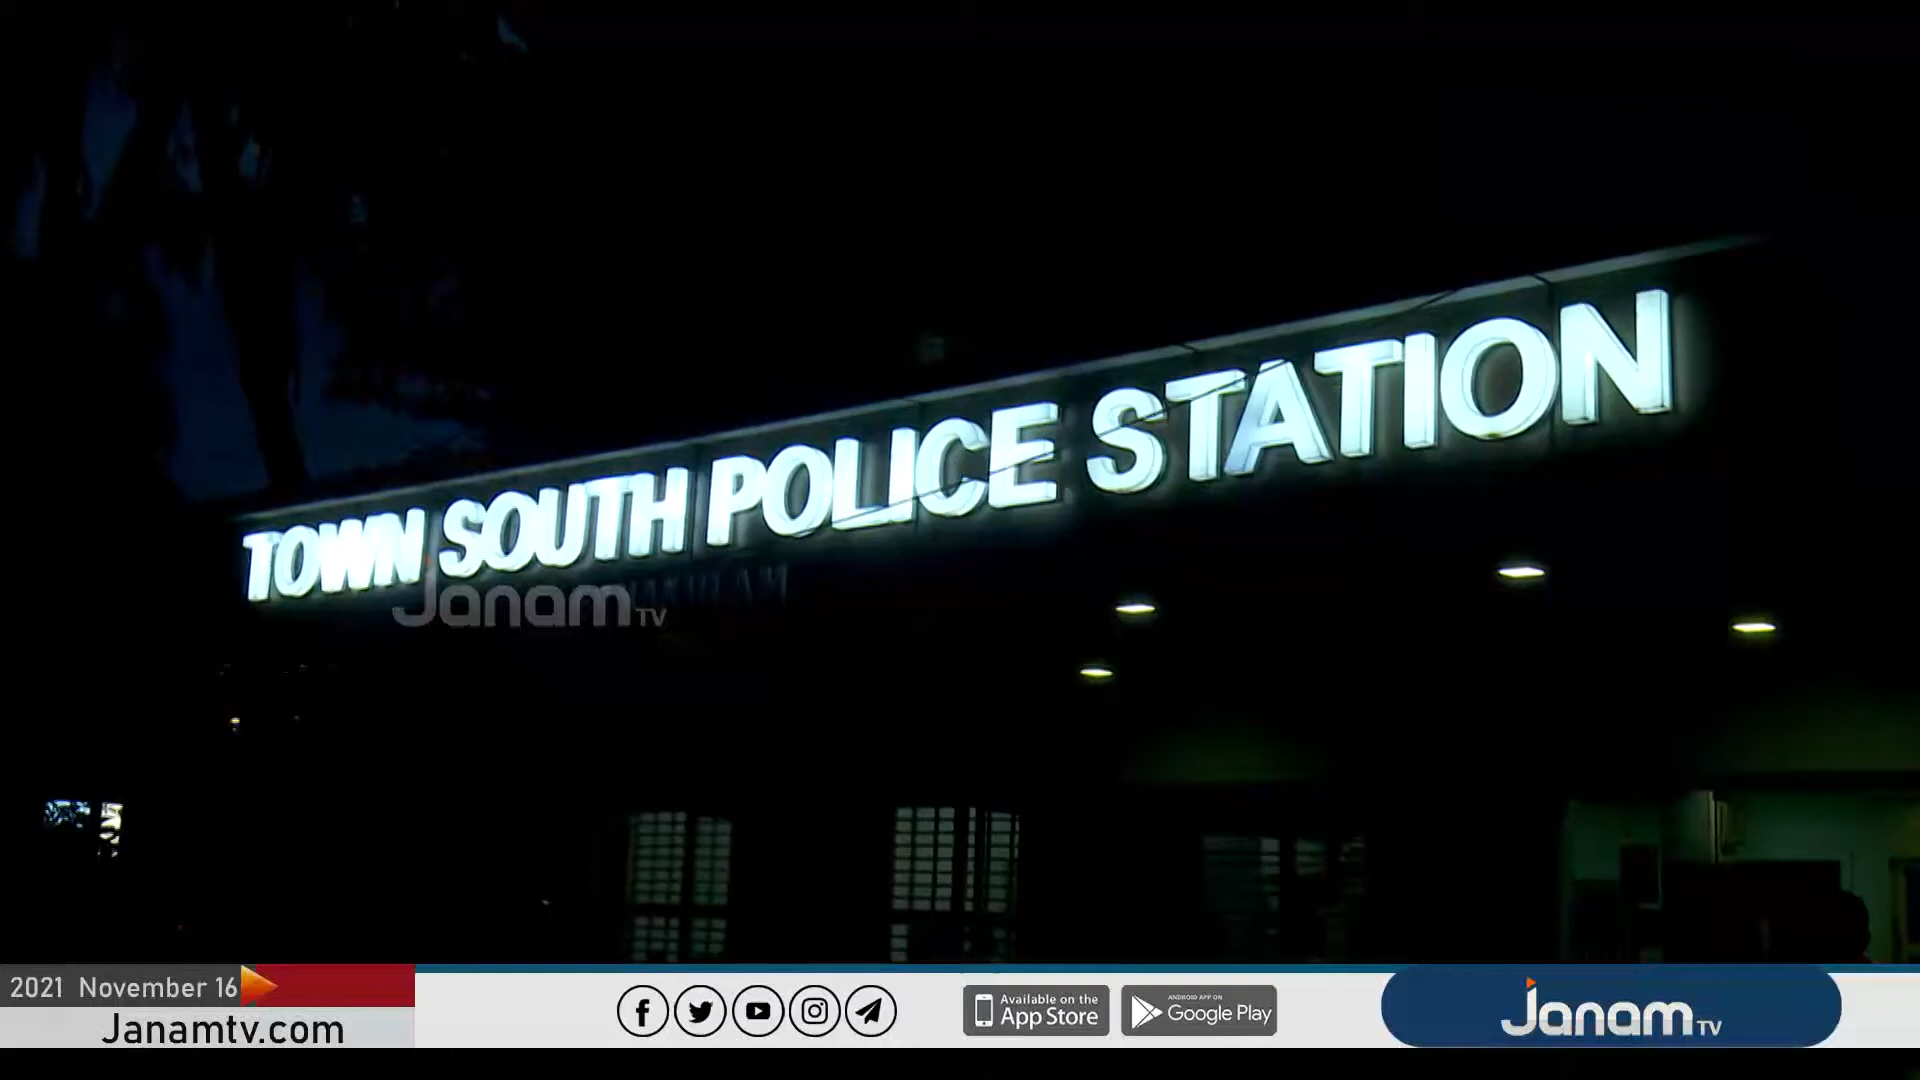 TOWN SOUTH POLICE STATION
Janam TV
2021 November 16
Janamtv.com
Available on the
App Store
ANDROID APP ON
Google Play
Janam TV